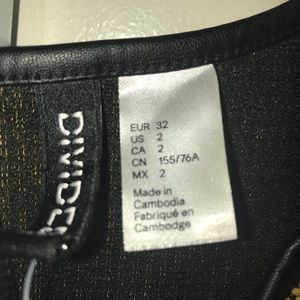 DIVIDED
EUR 32
US 2
CA 2
CN 155/76A
MX 2
Made in
Cambodia
Fabriqué en
Cambodge